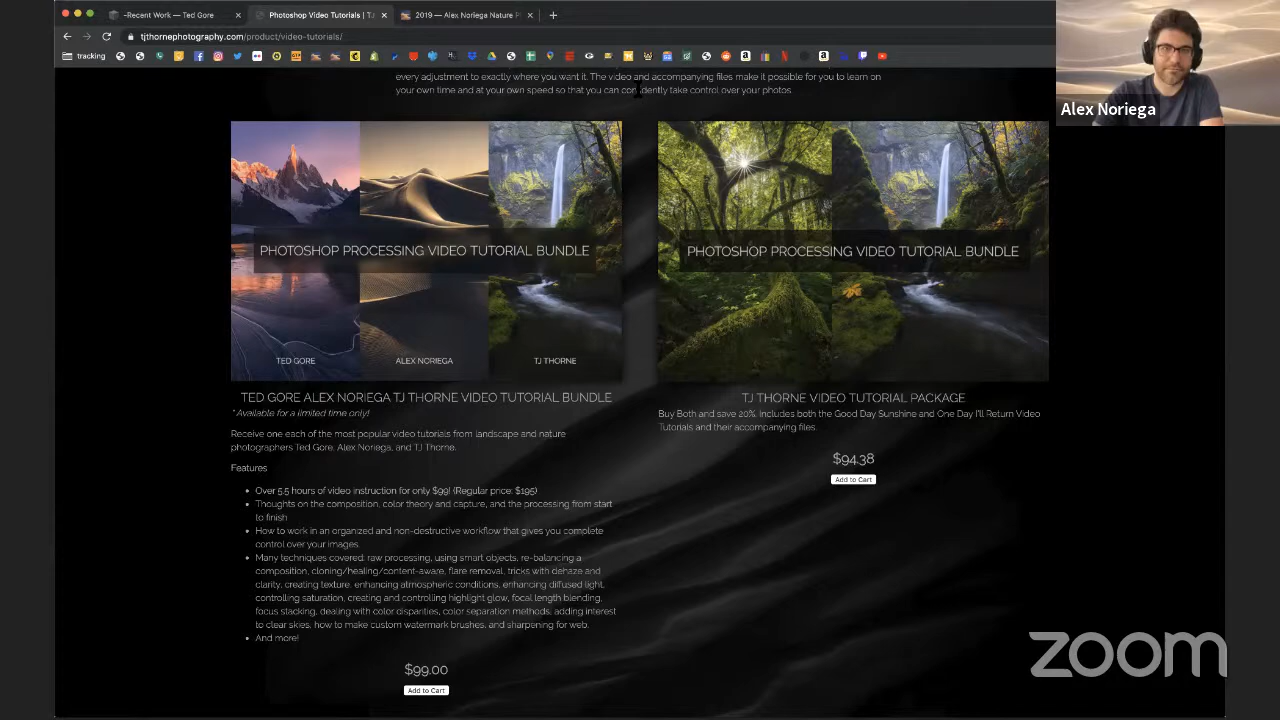 -Recent Work — Ted Gore
Photoshop Video Tutorials | TJ
2019 — Alex Noriega Nature P
tjthornephotography.com/product/video-tutorials/
tracking
every adjustment to exactly where you want it. The video and accompanying files make it possible for you to learn on
your own time and at your own speed so that you can confidently take control over your photos.
Alex Noriega
PHOTOSHOP PROCESSING VIDEO TUTORIAL BUNDLE
TED GORE
ALEX NORIEGA
TJ THORNE
TED GORE ALEX NORIEGA TJ THORNE VIDEO TUTORIAL BUNDLE
* Available for a limited time only!
Receive one each of the most popular video tutorials from landscape and nature
photographers Ted Gore, Alex Noriega, and TJ Thorne.
Features
Over 5.5 hours of video instruction for only $99! (Regular price: $195)
Thoughts on the composition, color theory and capture, and the processing from start
to finish
How to work in an organized and non-destructive workflow that gives you complete
control over your images.
Many techniques covered: raw processing, using smart objects, re-balancing a
composition, cloning/healing/content-aware, flare removal, tricks with dehaze and
clarity, creating texture, enhancing atmospheric conditions, enhancing diffused light,
controlling saturation, creating and controlling highlight glow, focal length blending,
focus stacking, dealing with color disparities, color separation methods, adding interest
to clear skies, how to make custom watermark brushes, and sharpening for web.
And more!
$99.00
Add to Cart
PHOTOSHOP PROCESSING VIDEO TUTORIAL BUNDLE
TJ THORNE VIDEO TUTORIAL PACKAGE
Buy Both and save 20%. Includes both the Good Day Sunshine and One Day I'll Return Video
Tutorials and their accompanying files.
$94.38
Add to Cart
zoom